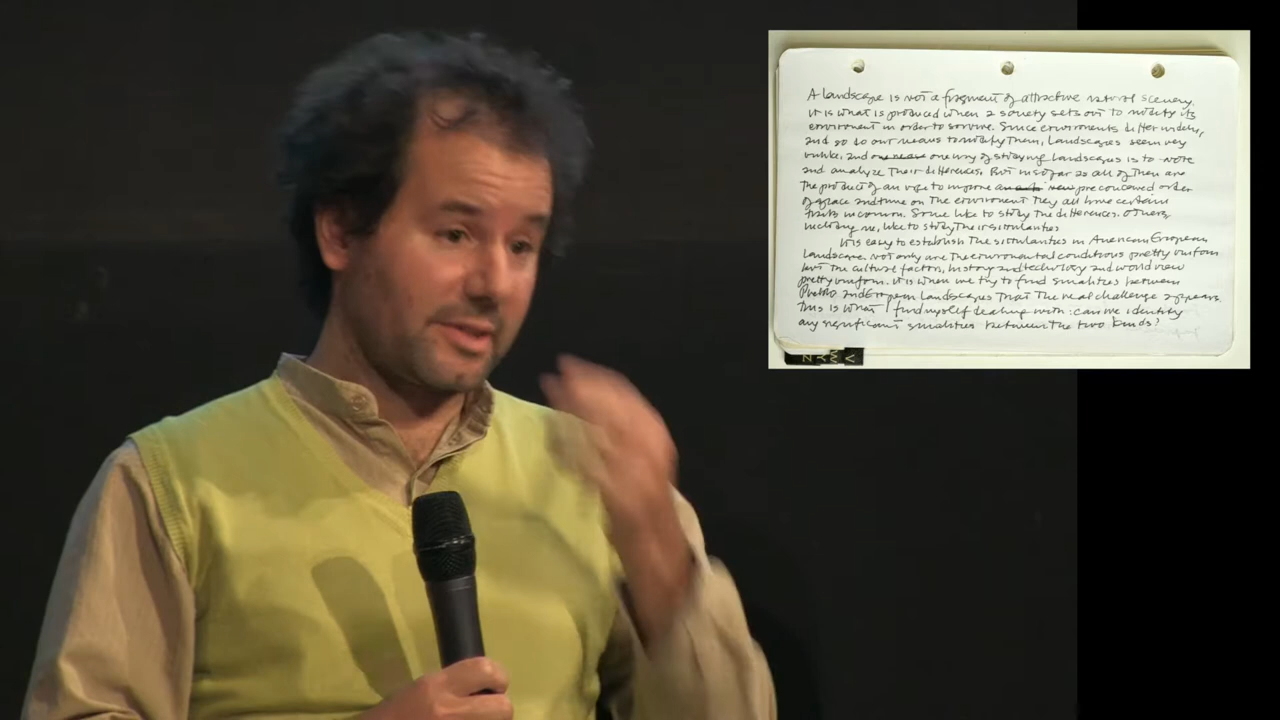 A landscape is not a fragment of attractive natural scenery.
it is what is produced when a society sets out to modify its
environment in order to survive. Since environments differ widely,
and so do our means to modify them, landscapes seem very
unlike, and one way of studying landscapes is to note
and analyze their differences. But insofar as all of them are
the product of an urge to impose an preconceived order
of space and time on the environment they all have certain
traits in common. Some like to study the differences. others,
including me, like to study the similarities
It is easy to establish the similarities in American European
landscape. not only are the environmental conditions pretty uniform
but the culture factors, history and technology and world view
pretty uniform. it is when we try to find similarities between
Pueblo and European landscapes that the real challenge appears.
this is what I find myself dealing with: can we identify
any significant similarities between the two kinds?
V
W
Y
Z